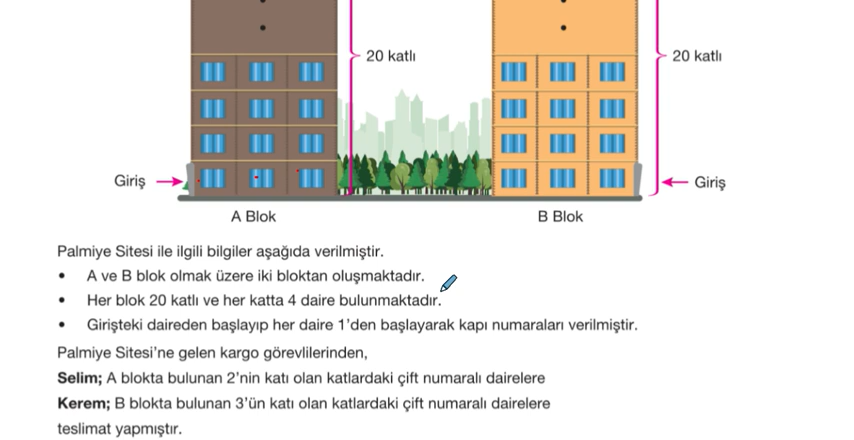 20 katlı 20 katlı
Giriş Giriş
A Blok B Blok
Palmiye Sitesi ile ilgili bilgiler aşağıda verilmiştir.
• A ve B blok olmak üzere iki bloktan oluşmaktadır.
• Her blok 20 katlı ve her katta 4 daire bulunmaktadır.
• Girişteki daireden başlayıp her daire 1’den başlayarak kapı numaraları verilmiştir.
Palmiye Sitesi’ne gelen kargo görevlilerinden,
Selim; A blokta bulunan 2’nin katı olan katlardaki çift numaralı dairelere
Kerem; B blokta bulunan 3’ün katı olan katlardaki çift numaralı dairelere
teslimat yapmıştır.